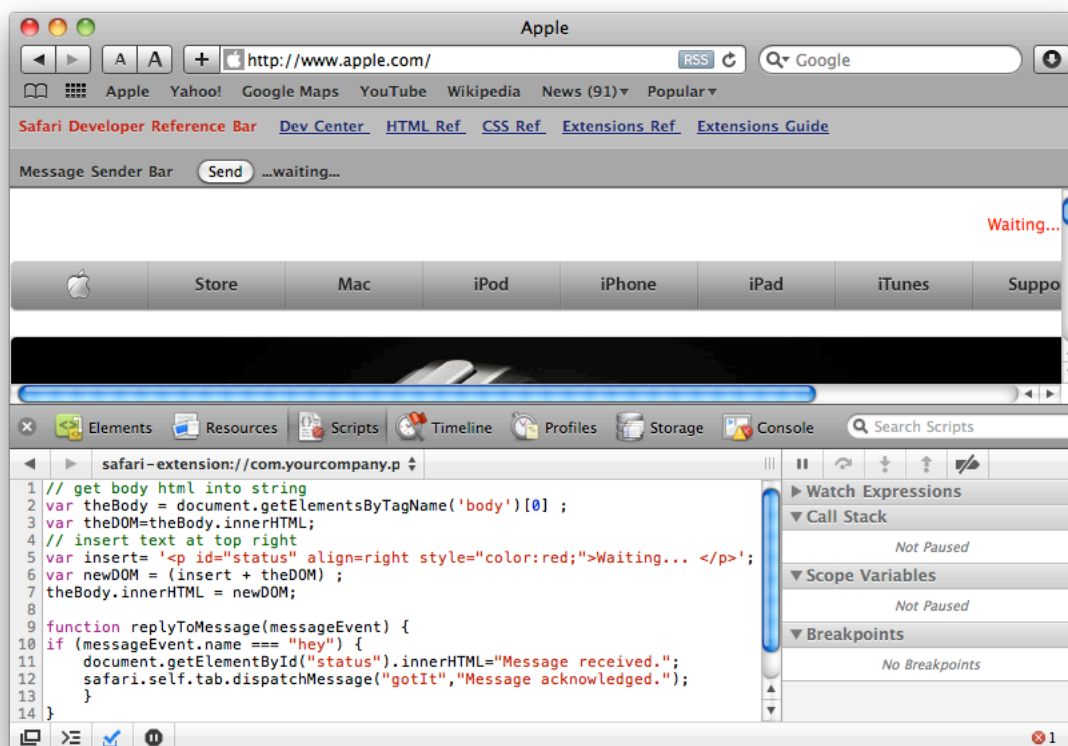 Apple
A A + http://www.apple.com/ RSS Google
Apple Yahoo! Google Maps YouTube Wikipedia News (91)▾ Popular▾
Safari Developer Reference Bar Dev Center HTML Ref CSS Ref Extensions Ref Extensions Guide
Message Sender Bar Send ...waiting...
Waiting...
Store Mac iPod iPhone iPad iTunes Suppo
Elements Resources Scripts Timeline Profiles Storage Console Search Scripts
safari-extension://com.yourcompany.p
1 // get body html into string
2 var theBody = document.getElementsByTagName('body')[0] ;
3 var theDOM=theBody.innerHTML;
4 // insert text at top right
5 var insert= '<p id="status" align=right style="color:red;">Waiting... </p>';
6 var newDOM = (insert + theDOM) ;
7 theBody.innerHTML = newDOM;
8
9 function replyToMessage(messageEvent) {
10 if (messageEvent.name === "hey") {
11     document.getElementById("status").innerHTML="Message received.";
12     safari.self.tab.dispatchMessage("gotIt","Message acknowledged.");
13     }
14 }
Watch Expressions
Call Stack
Not Paused
Scope Variables
Not Paused
Breakpoints
No Breakpoints
1